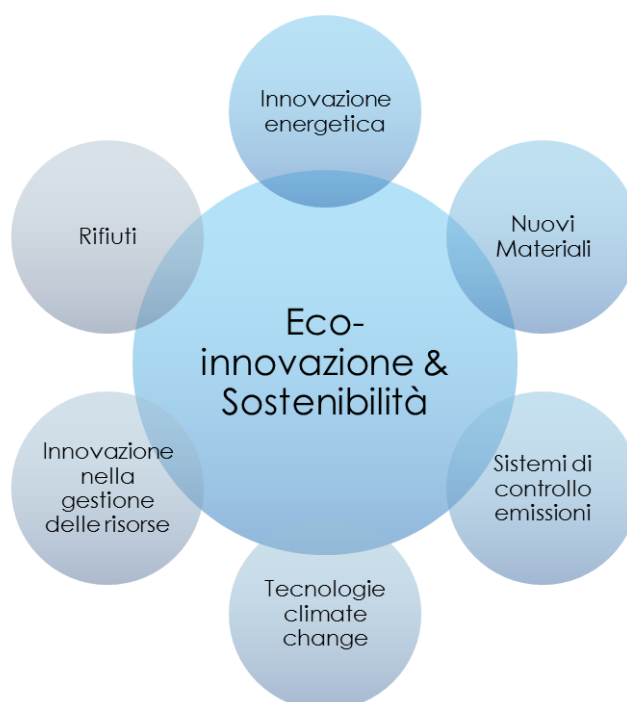 Innovazione
energetica
Nuovi
Materiali
Sistemi di
controllo
emissioni
Tecnologie
climate
change
Innovazione
nella
gestione
delle risorse
Rifiuti
Eco-
innovazione &
Sostenibilità